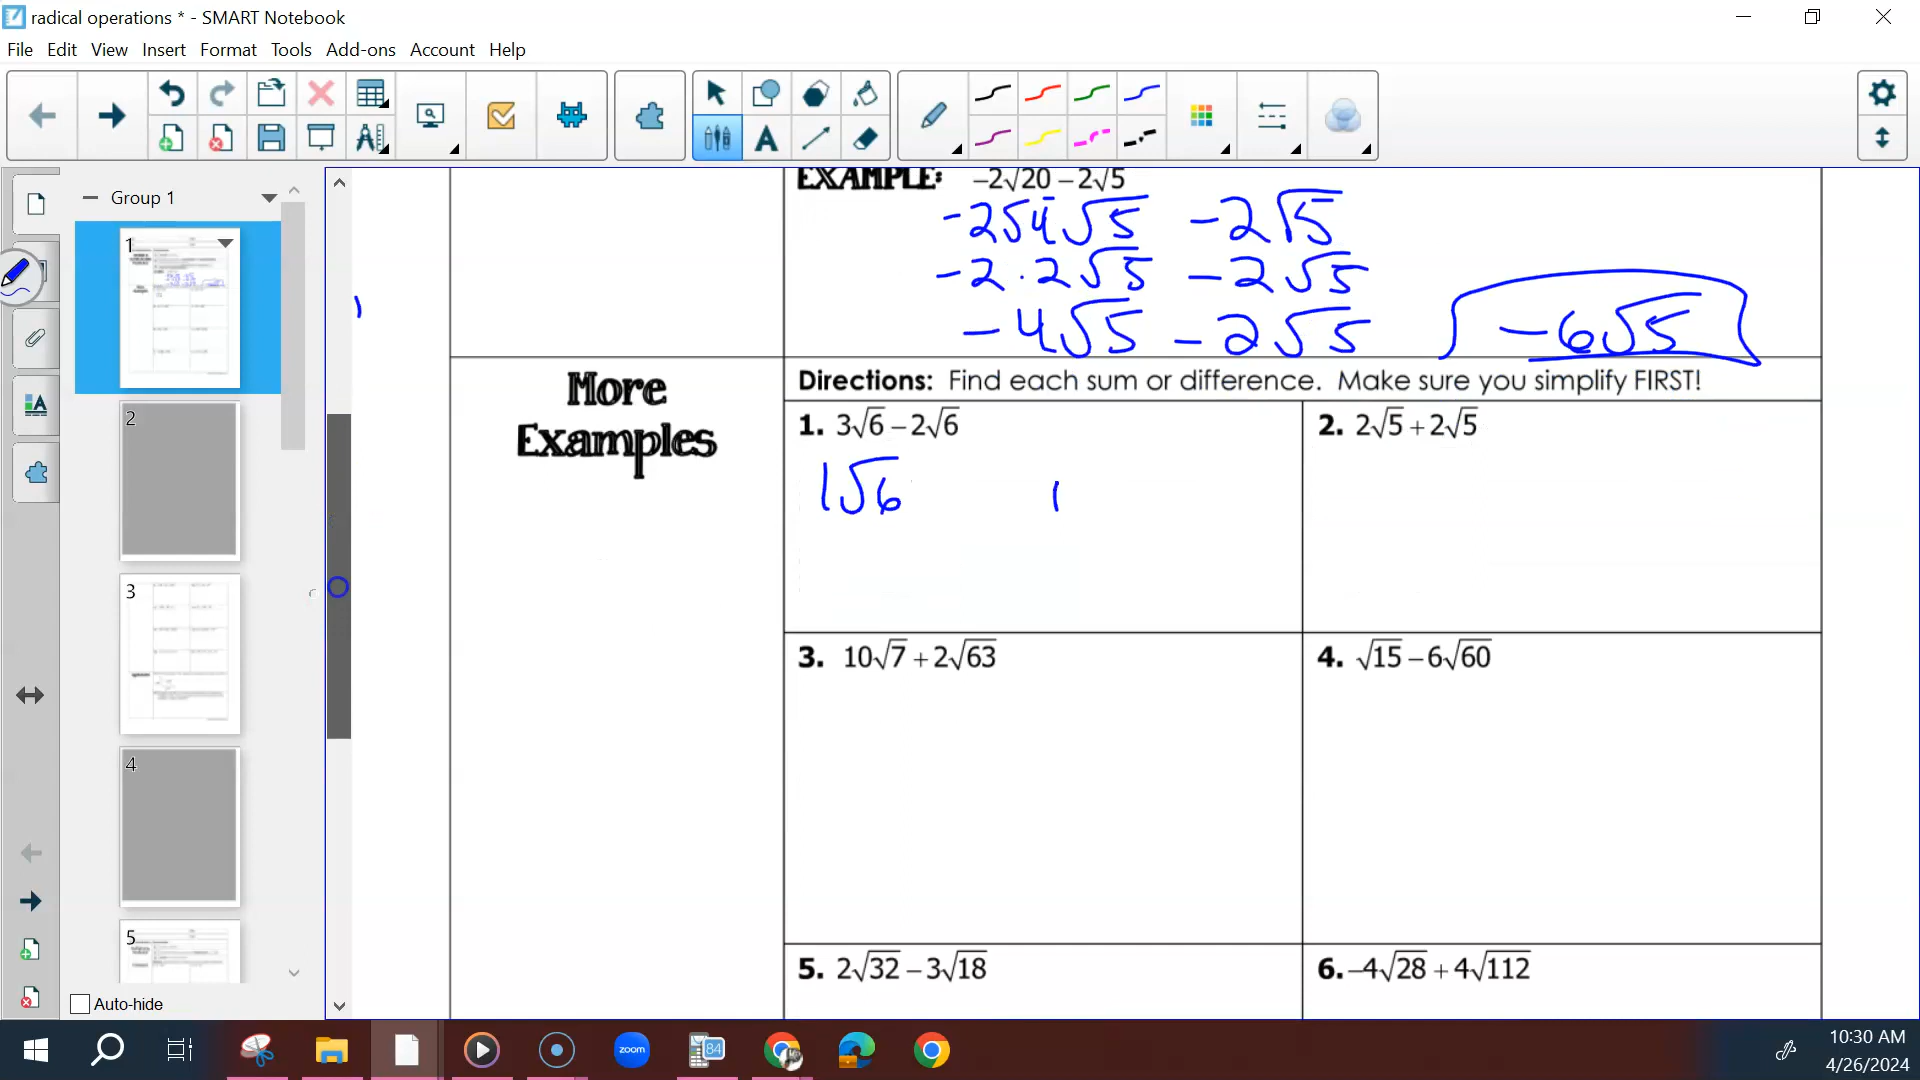 radical operations * - SMART Notebook
File Edit View Insert Format Tools Add-ons Account Help
Group 1
1
2
3
4
5
Auto-hide
EXAMPLE: −2√20 − 2√5
-2√4 √5 -2√5
-2·2√5 -2√5
-4√5 -2√5 -6√5
More
Examples
Directions: Find each sum or difference. Make sure you simplify FIRST!
1. 3√6 − 2√6
1√6
2. 2√5 + 2√5
3. 10√7 + 2√63
4. √15 − 6√60
5. 2√32 − 3√18
6. −4√28 + 4√112
zoom
84
10:30 AM
4/26/2024